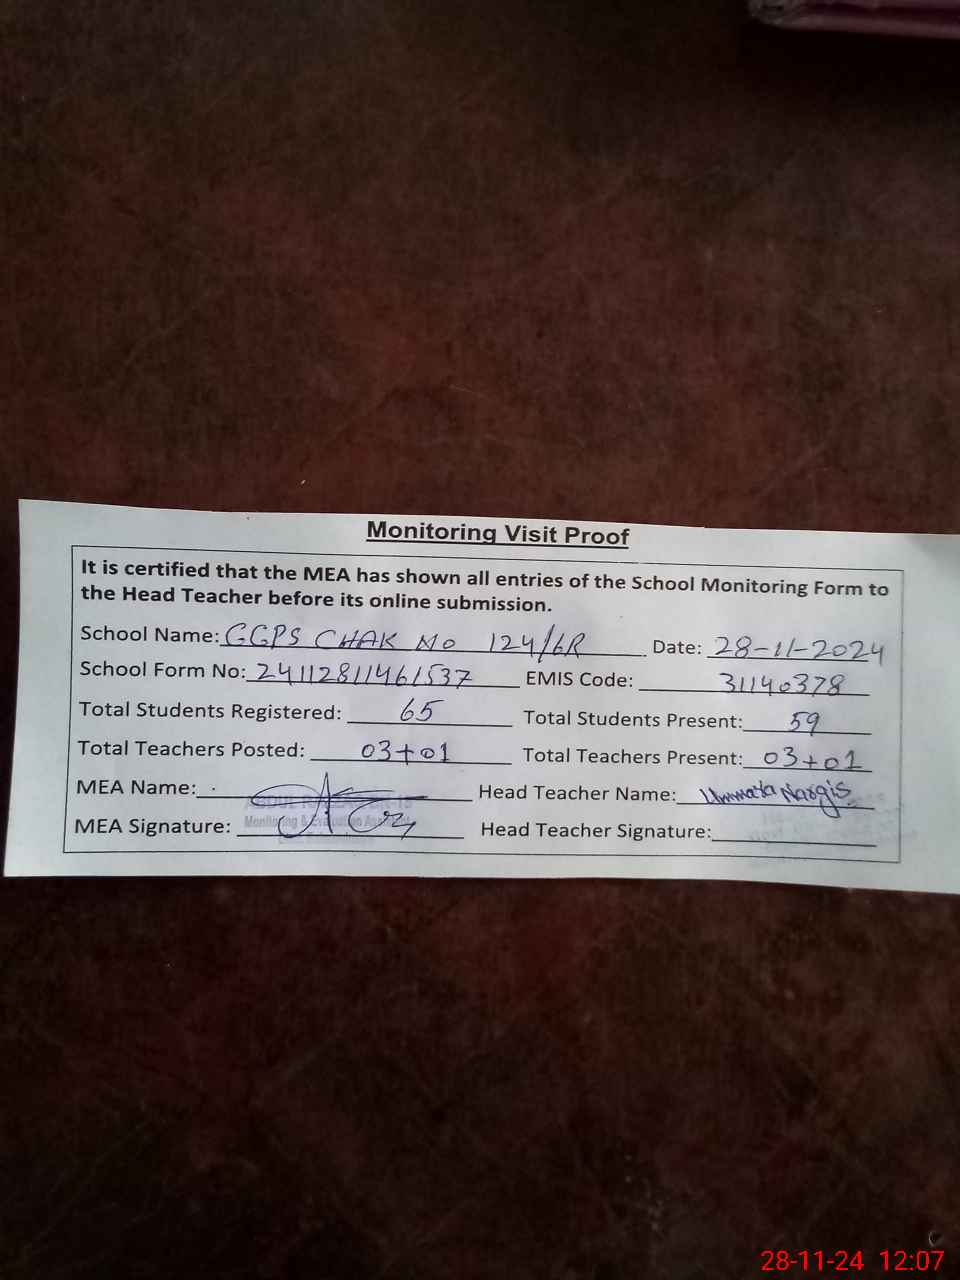 Monitoring Visit Proof
It is certified that the MEA has shown all entries of the School Monitoring Form to
the Head Teacher before its online submission.
School Name: GGPS CHAK NO 124/6R Date: 28-11-2024
School Form No: 24112811461537 EMIS Code: 31140378
Total Students Registered: 65 Total Students Present: 59
Total Teachers Posted: 03+01 Total Teachers Present: 03+01
MEA Name: Head Teacher Name: Ummata Nargis
MEA Signature: Monitoring & Evaluation Head Teacher Signature:
28-11-24 12:07